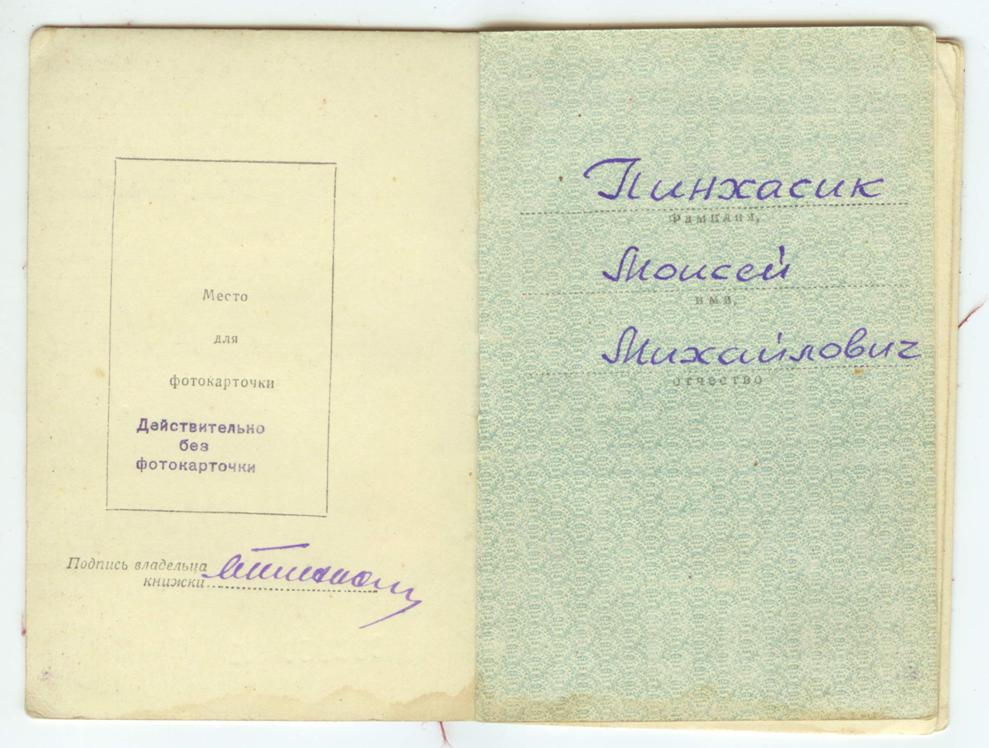 Место
для
фотокарточки
Действительно
без
фотокарточки
Подпись владельца
книжки
Пинхасик
фамилия,
Моисей
имя,
Михайлович
отчество